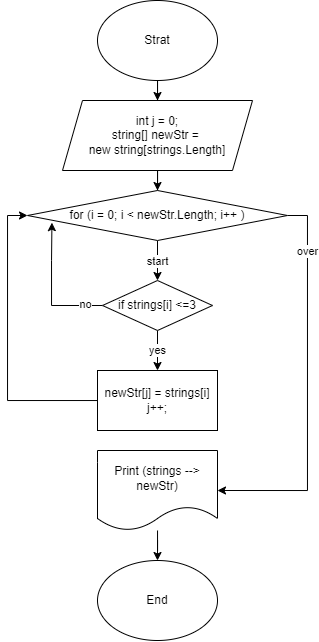 Strat
int j = 0;
string[] newStr =
new string[strings.Length]
for (i = 0; i < newStr.Length; i++ )
over
start
no
if strings[i] <=3
yes
newStr[j] = strings[i]
j++;
Print (strings -->
newStr)
End